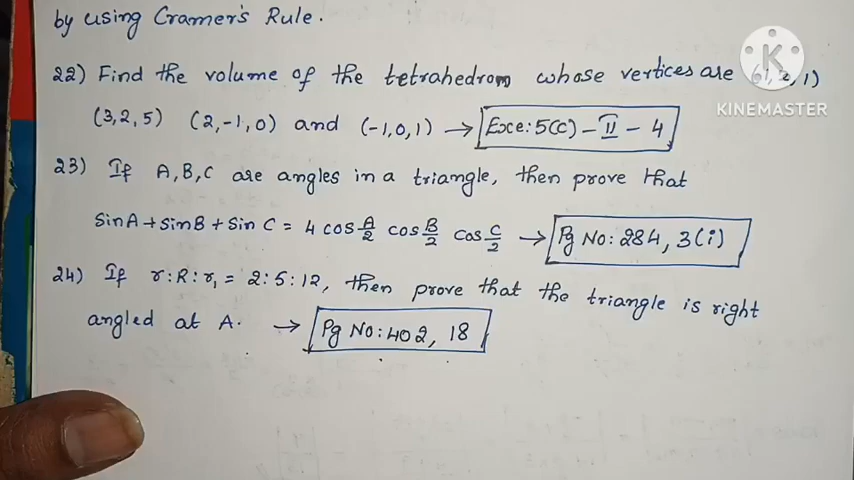 by using Cramer's Rule.
22) Find the volume of the tetrahedron whose vertices are (1,2,1)
KINEMASTER
(3,2,5) (2,-1,0) and (-1,0,1) → Exce: 5(c) - II - 4
23) If A,B,C are angles in a triangle, then prove that
sinA+sinB+sin C = 4 cos A/2 cos B/2 cos C/2 → Pg No: 284, 3(i)
24) If r:R:r₁ = 2:5:12, then prove that the triangle is right
angled at A. → Pg No: 402, 18